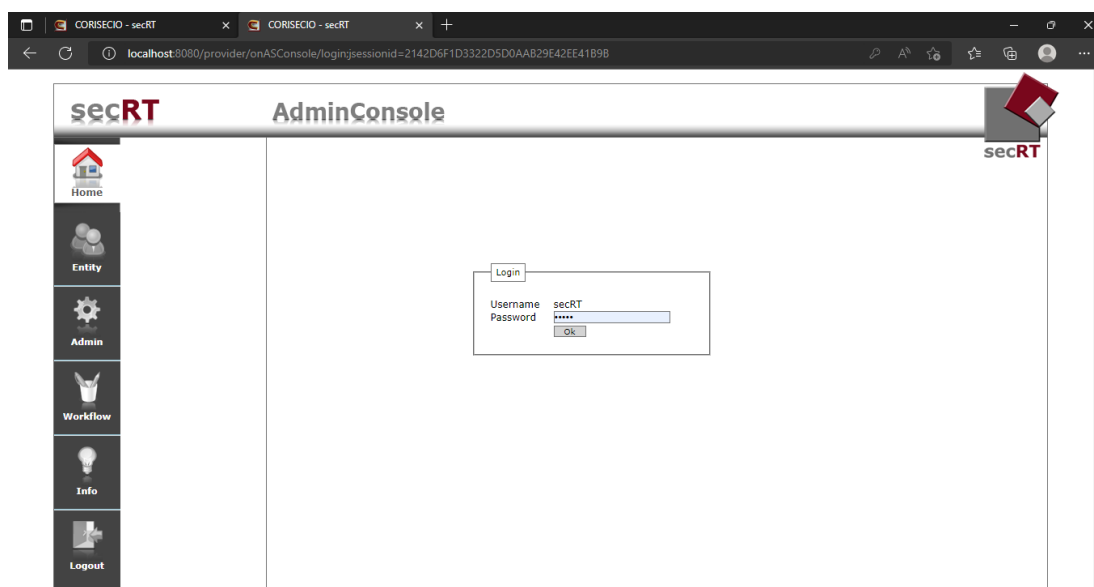 CORISECIO - secRT
CORISECIO - secRT
localhost:8080/provider/onASConsole/login;jsessionid=2142D6F1D3322D5D0AAB29E42EE41B9B
secRT
AdminConsole
secRT
Home
Entity
Admin
Workflow
Info
Logout
Login
Username secRT
Password •••••
Ok